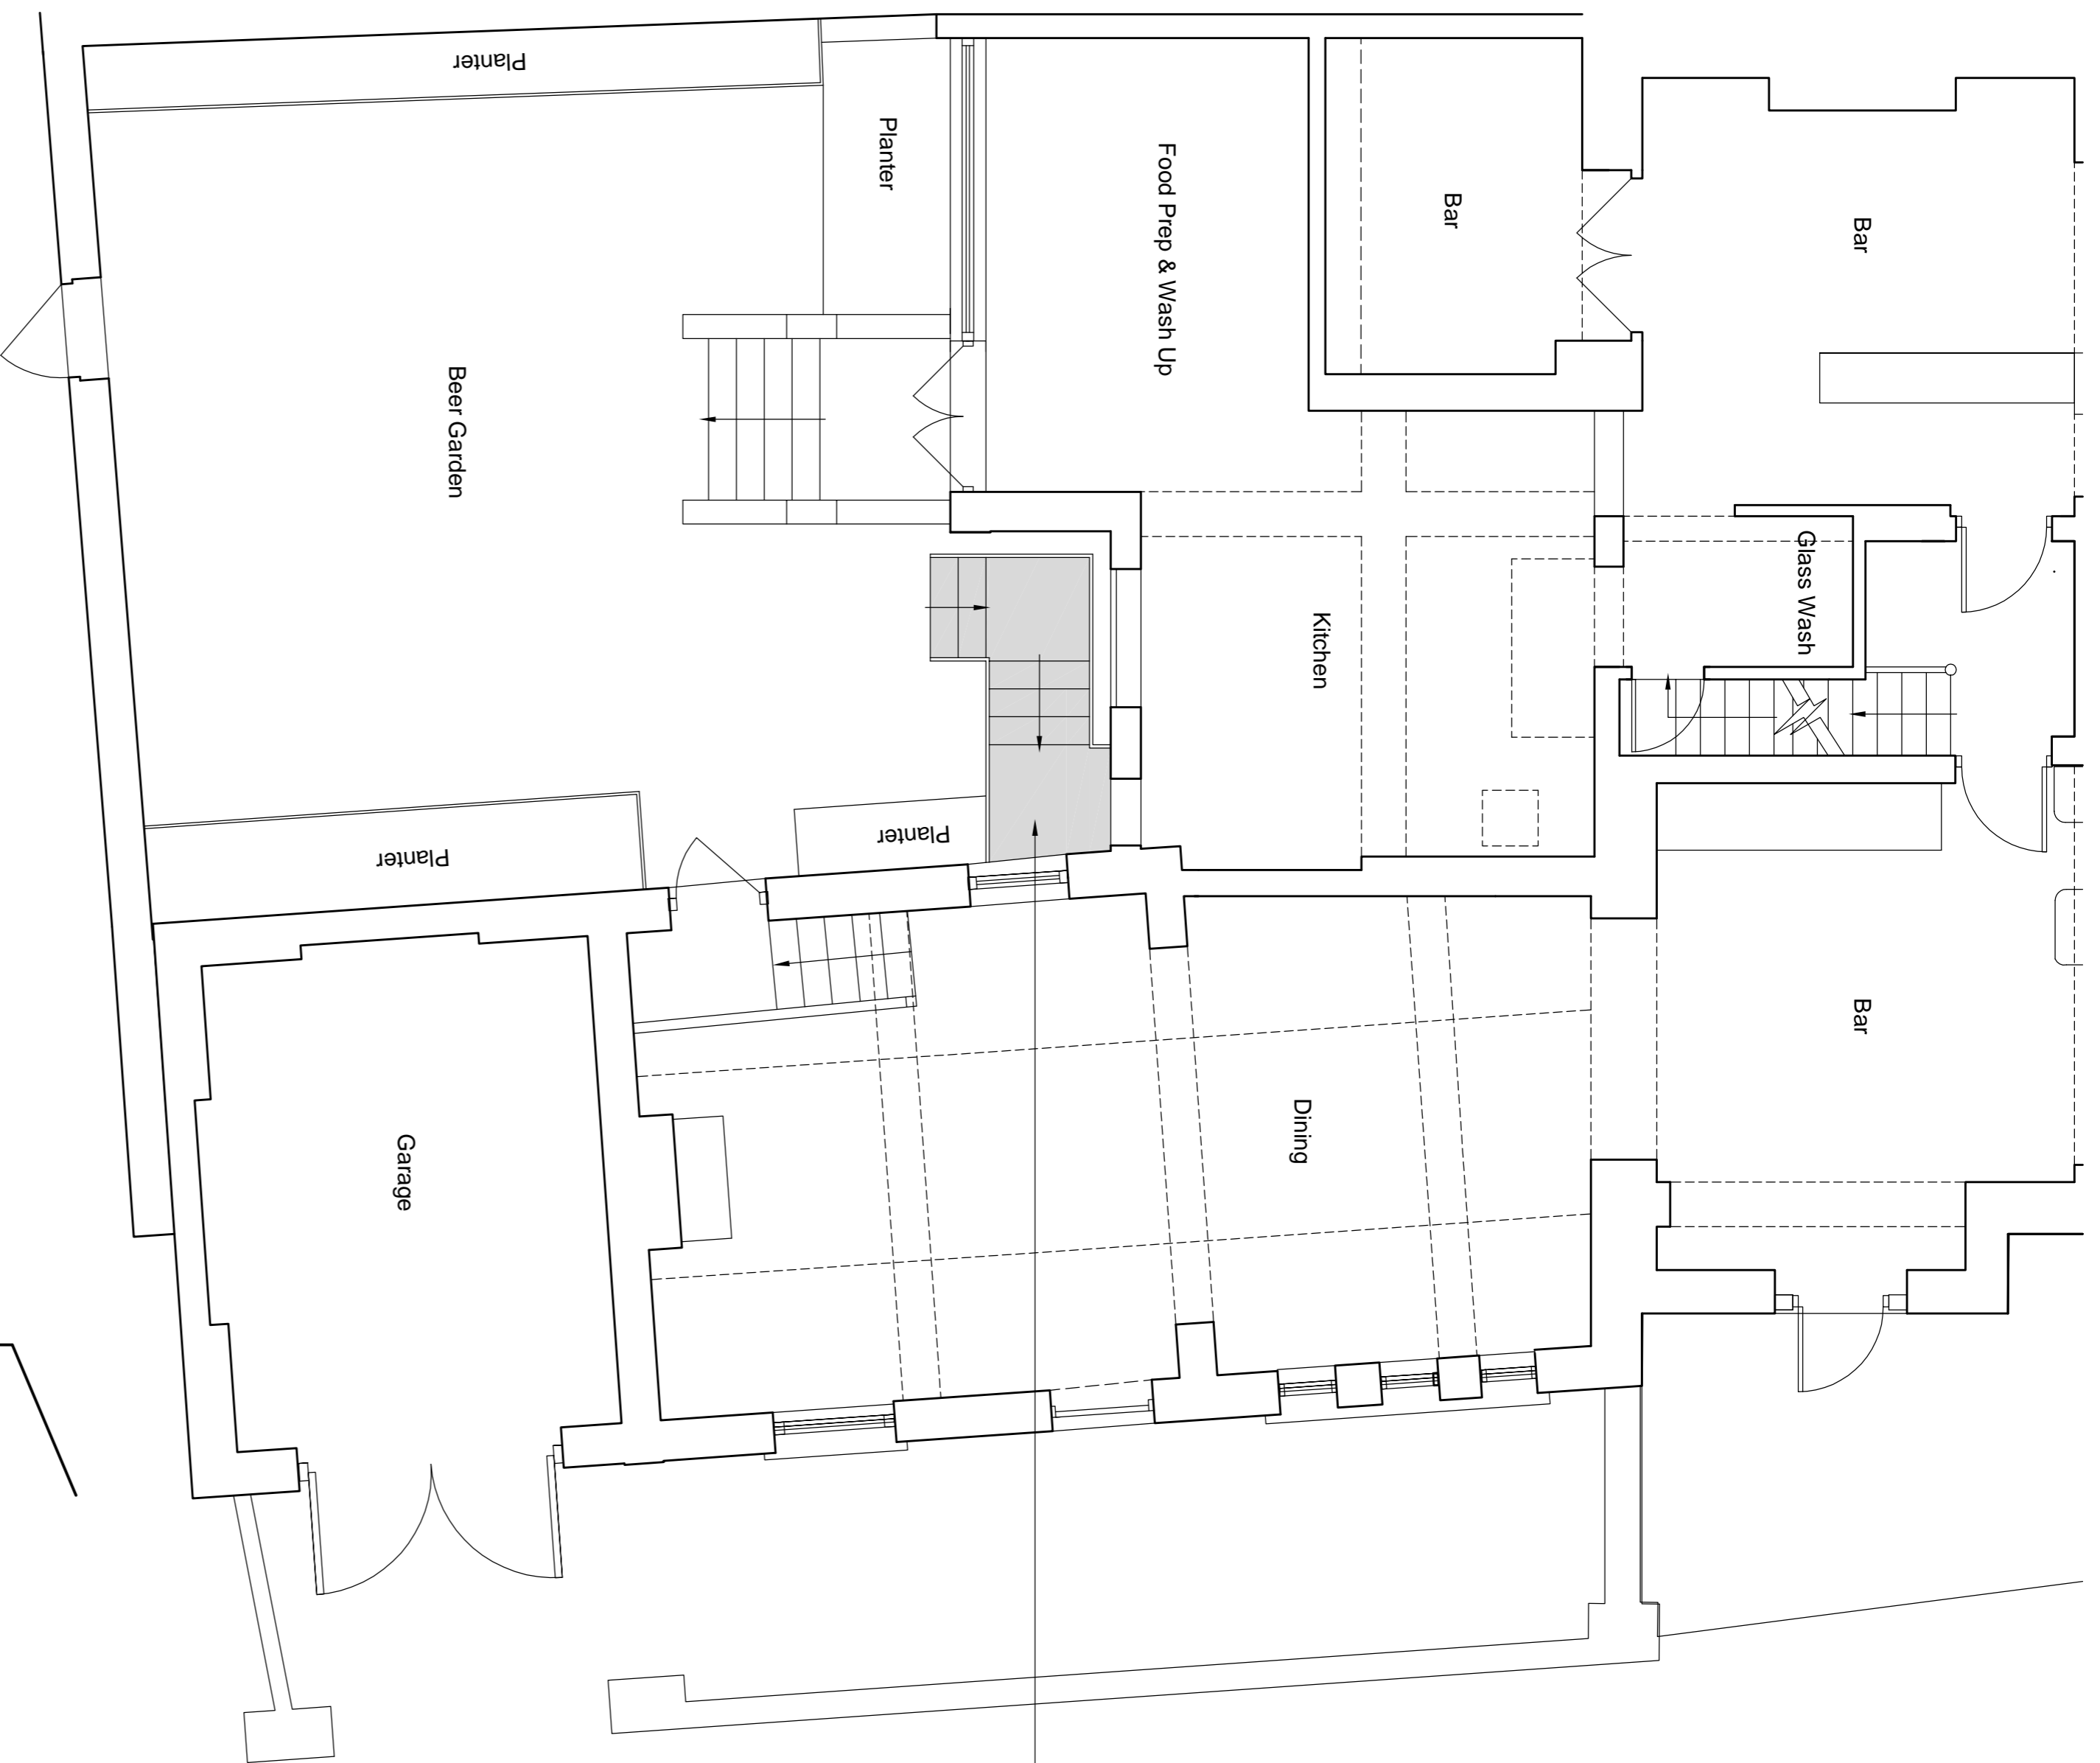 Planter
Planter
Food Prep & Wash Up
Bar
Bar
Beer Garden
Kitchen
Glass Wash
Planter
Planter
Dining
Bar
Garage